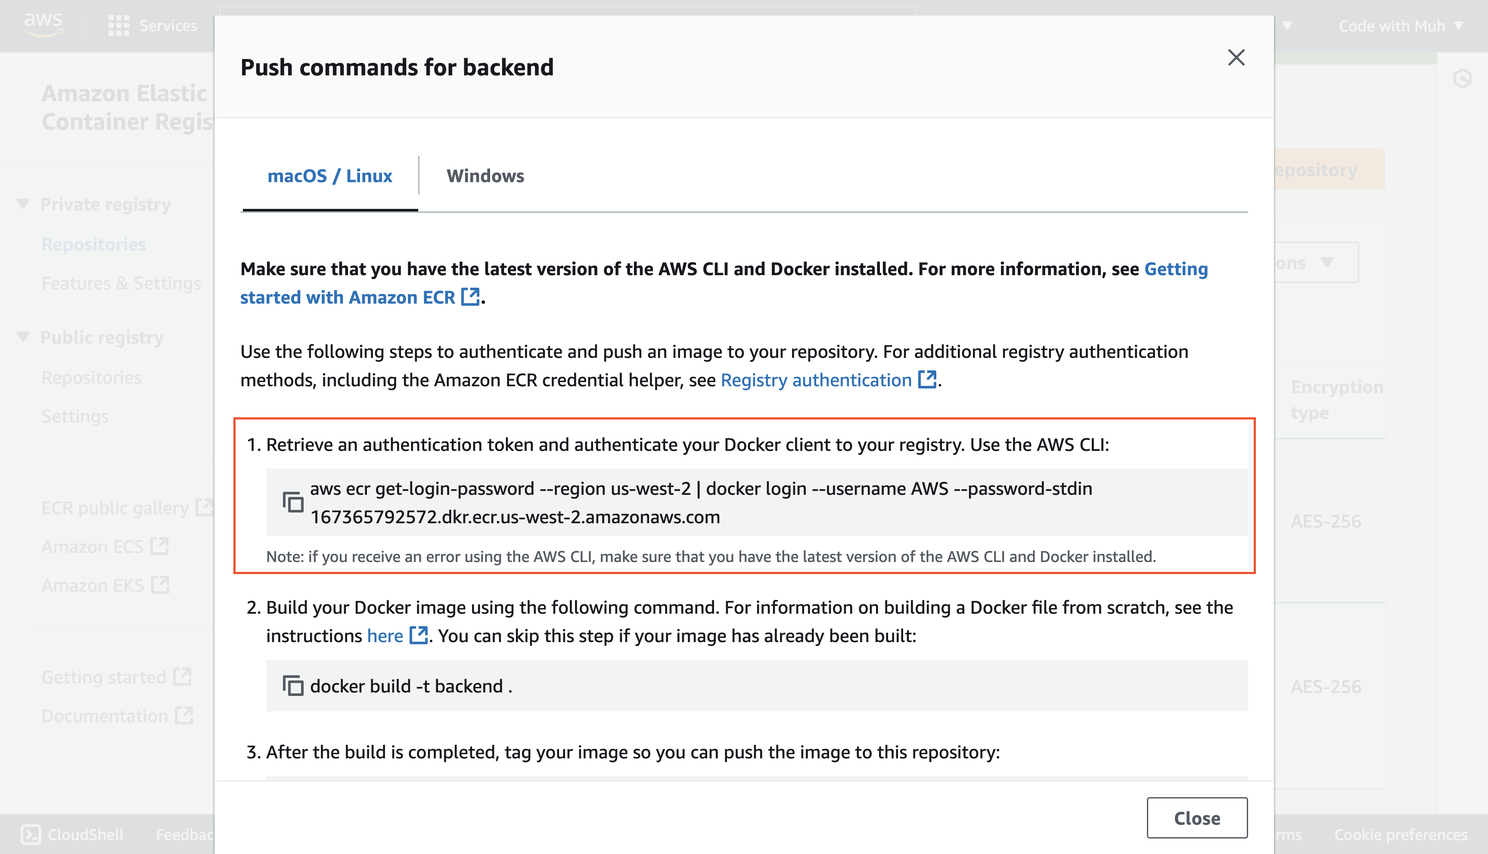 aws
Services
Code with Muh
Amazon Elastic
Container Regis
Private registry
Repositories
Features & Settings
Public registry
Repositories
Settings
ECR public gallery
Amazon ECS
Amazon EKS
Getting started
Documentation
CloudShell
Feedbac
Push commands for backend
macOS / Linux
Windows
Make sure that you have the latest version of the AWS CLI and Docker installed. For more information, see Getting
started with Amazon ECR.
Use the following steps to authenticate and push an image to your repository. For additional registry authentication
methods, including the Amazon ECR credential helper, see Registry authentication.
1. Retrieve an authentication token and authenticate your Docker client to your registry. Use the AWS CLI:
aws ecr get-login-password --region us-west-2 | docker login --username AWS --password-stdin
167365792572.dkr.ecr.us-west-2.amazonaws.com
Note: if you receive an error using the AWS CLI, make sure that you have the latest version of the AWS CLI and Docker installed.
2. Build your Docker image using the following command. For information on building a Docker file from scratch, see the
instructions here. You can skip this step if your image has already been built:
docker build -t backend .
3. After the build is completed, tag your image so you can push the image to this repository:
Close
epository
ons
Encryption
type
AES-256
AES-256
rms
Cookie preferences